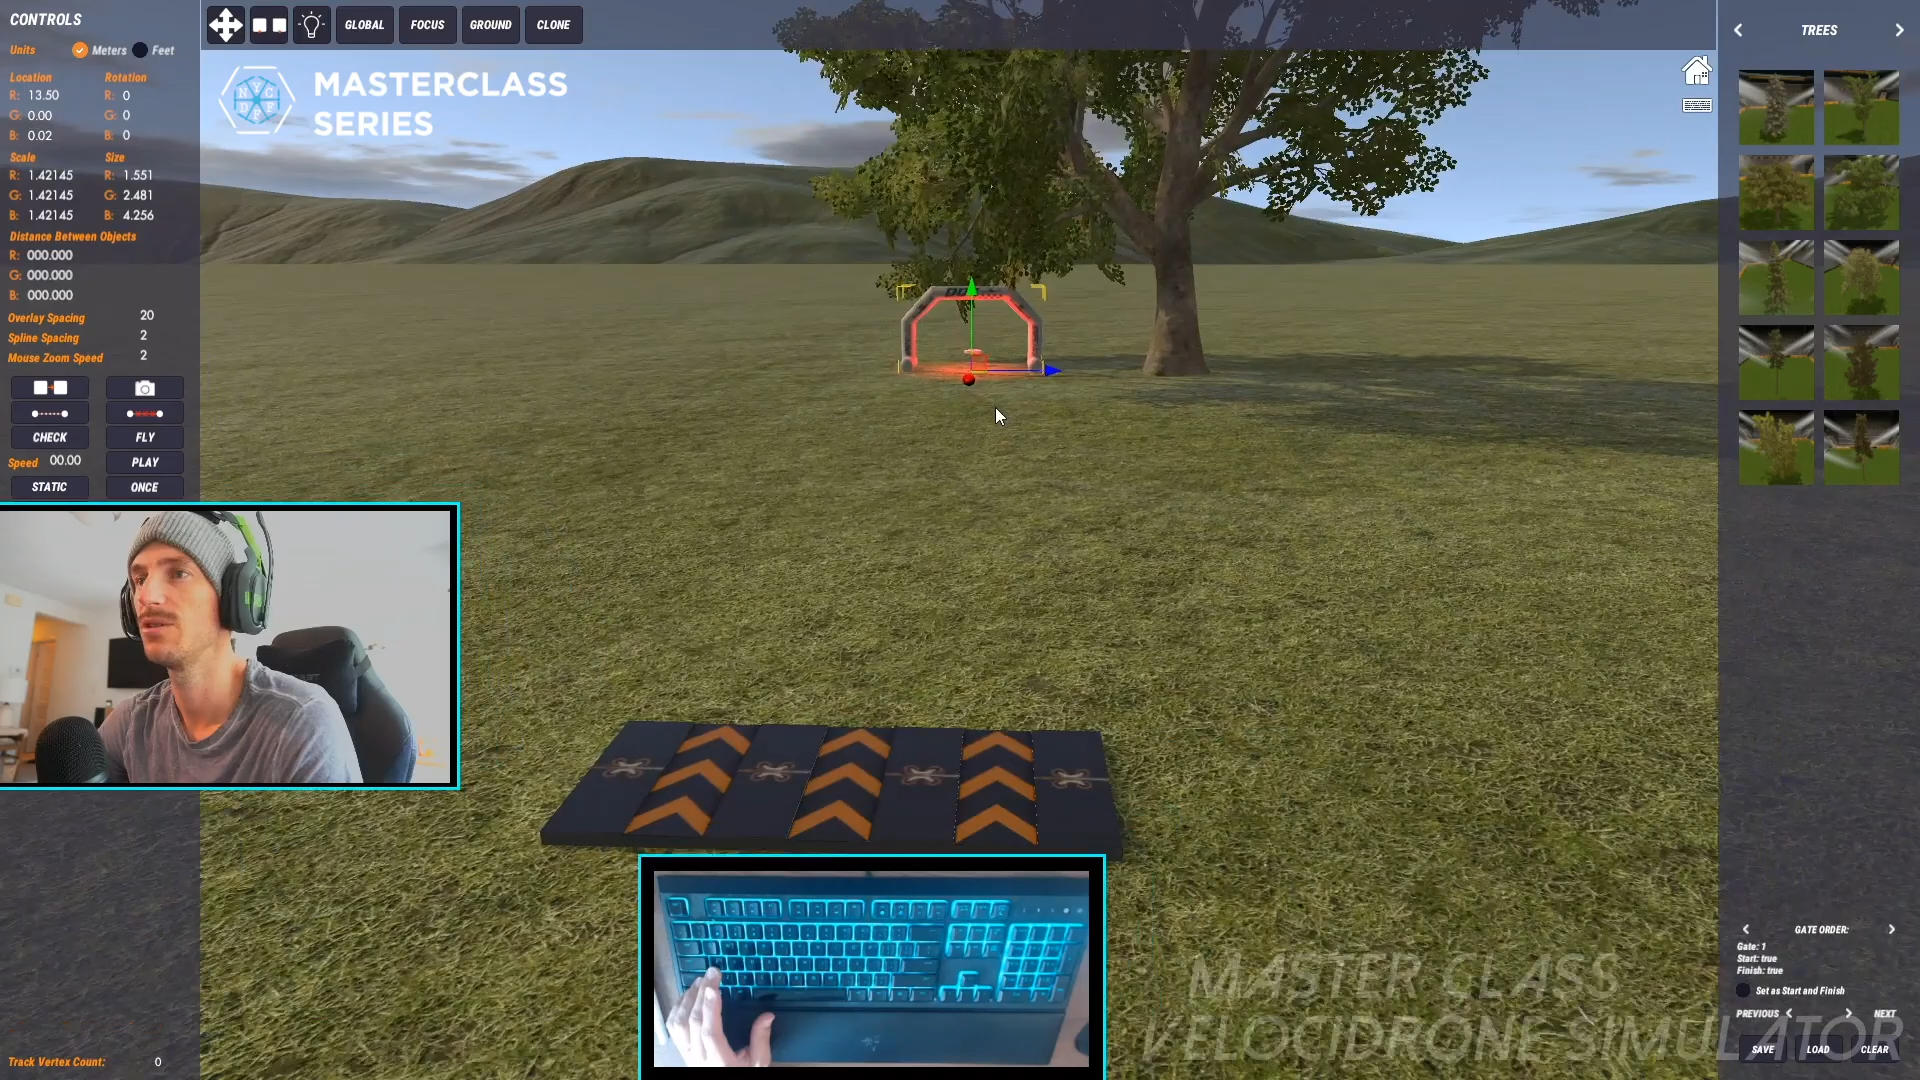 CONTROLS
Units Meters Feet
Location Rotation
R: 13.50 R: 0
G: 0.00 G: 0
B: 0.02 B: 0
Scale Size
R: 1.42145 R: 1.551
G: 1.42145 G: 2.481
B: 1.42145 B: 4.256
Distance Between Objects
R: 000.000
G: 000.000
B: 000.000
Overlay Spacing 20
Spline Spacing 2
Mouse Zoom Speed 2
CHECK FLY
Speed 00.00 PLAY
STATIC ONCE
Track Vertex Count: 0
GLOBAL FOCUS GROUND CLONE
NYCDF
MASTERCLASS
SERIES
TREES
GATE ORDER:
Gate: 1
Start: true
Finish: true
Set as Start and Finish
PREVIOUS NEXT
SAVE LOAD CLEAR
MASTER CLASS
VELOCIDRONE SIMULATOR